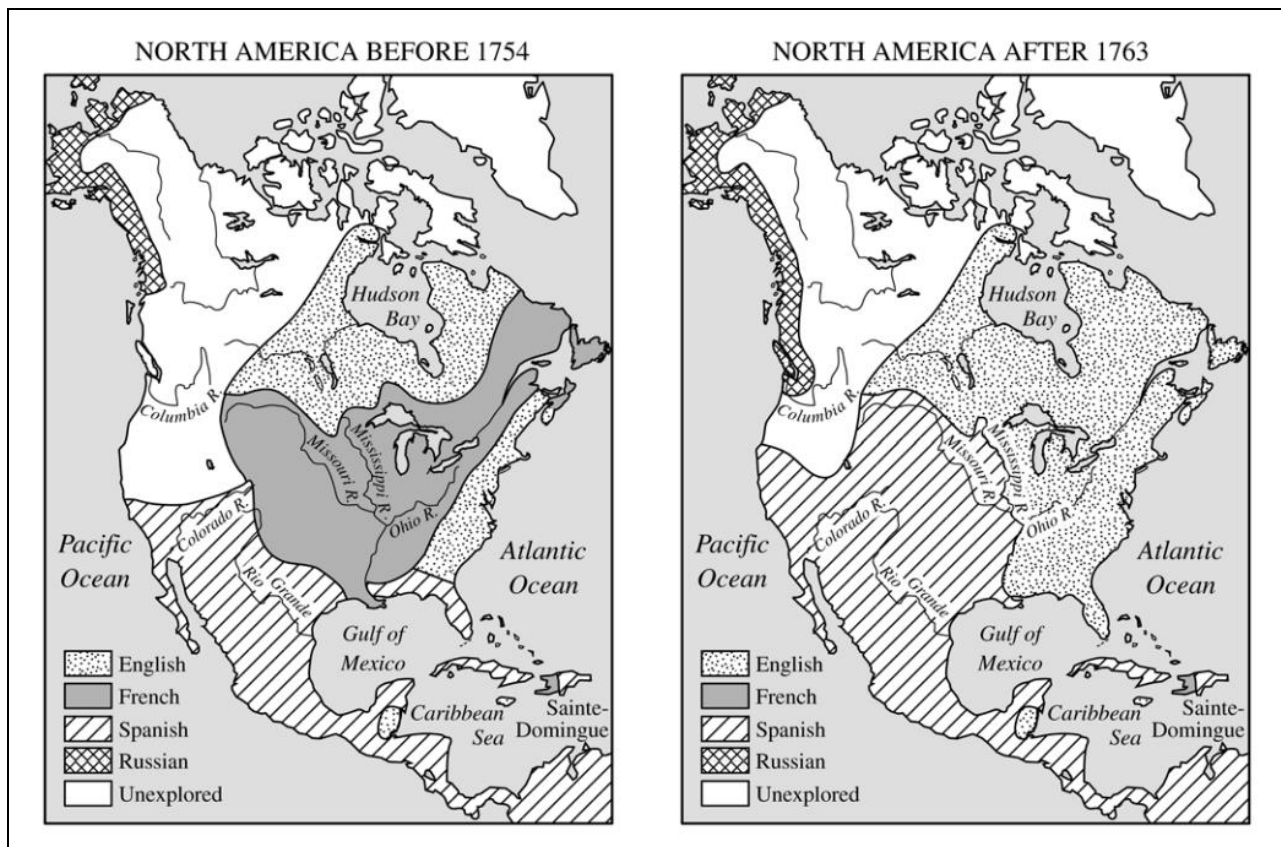 NORTH AMERICA BEFORE 1754
Hudson
Bay
Columbia R.
Missouri R.
Mississippi R.
Ohio R.
Colorado R.
Rio Grande
Pacific
Ocean
Atlantic
Ocean
Gulf of
Mexico
Caribbean
Sea
Sainte-
Domingue
English
French
Spanish
Russian
Unexplored
NORTH AMERICA AFTER 1763
Hudson
Bay
Columbia R.
Missouri R.
Mississippi R.
Ohio R.
Colorado R.
Rio Grande
Pacific
Ocean
Atlantic
Ocean
Gulf of
Mexico
Caribbean
Sea
Sainte-
Domingue
English
French
Spanish
Russian
Unexplored